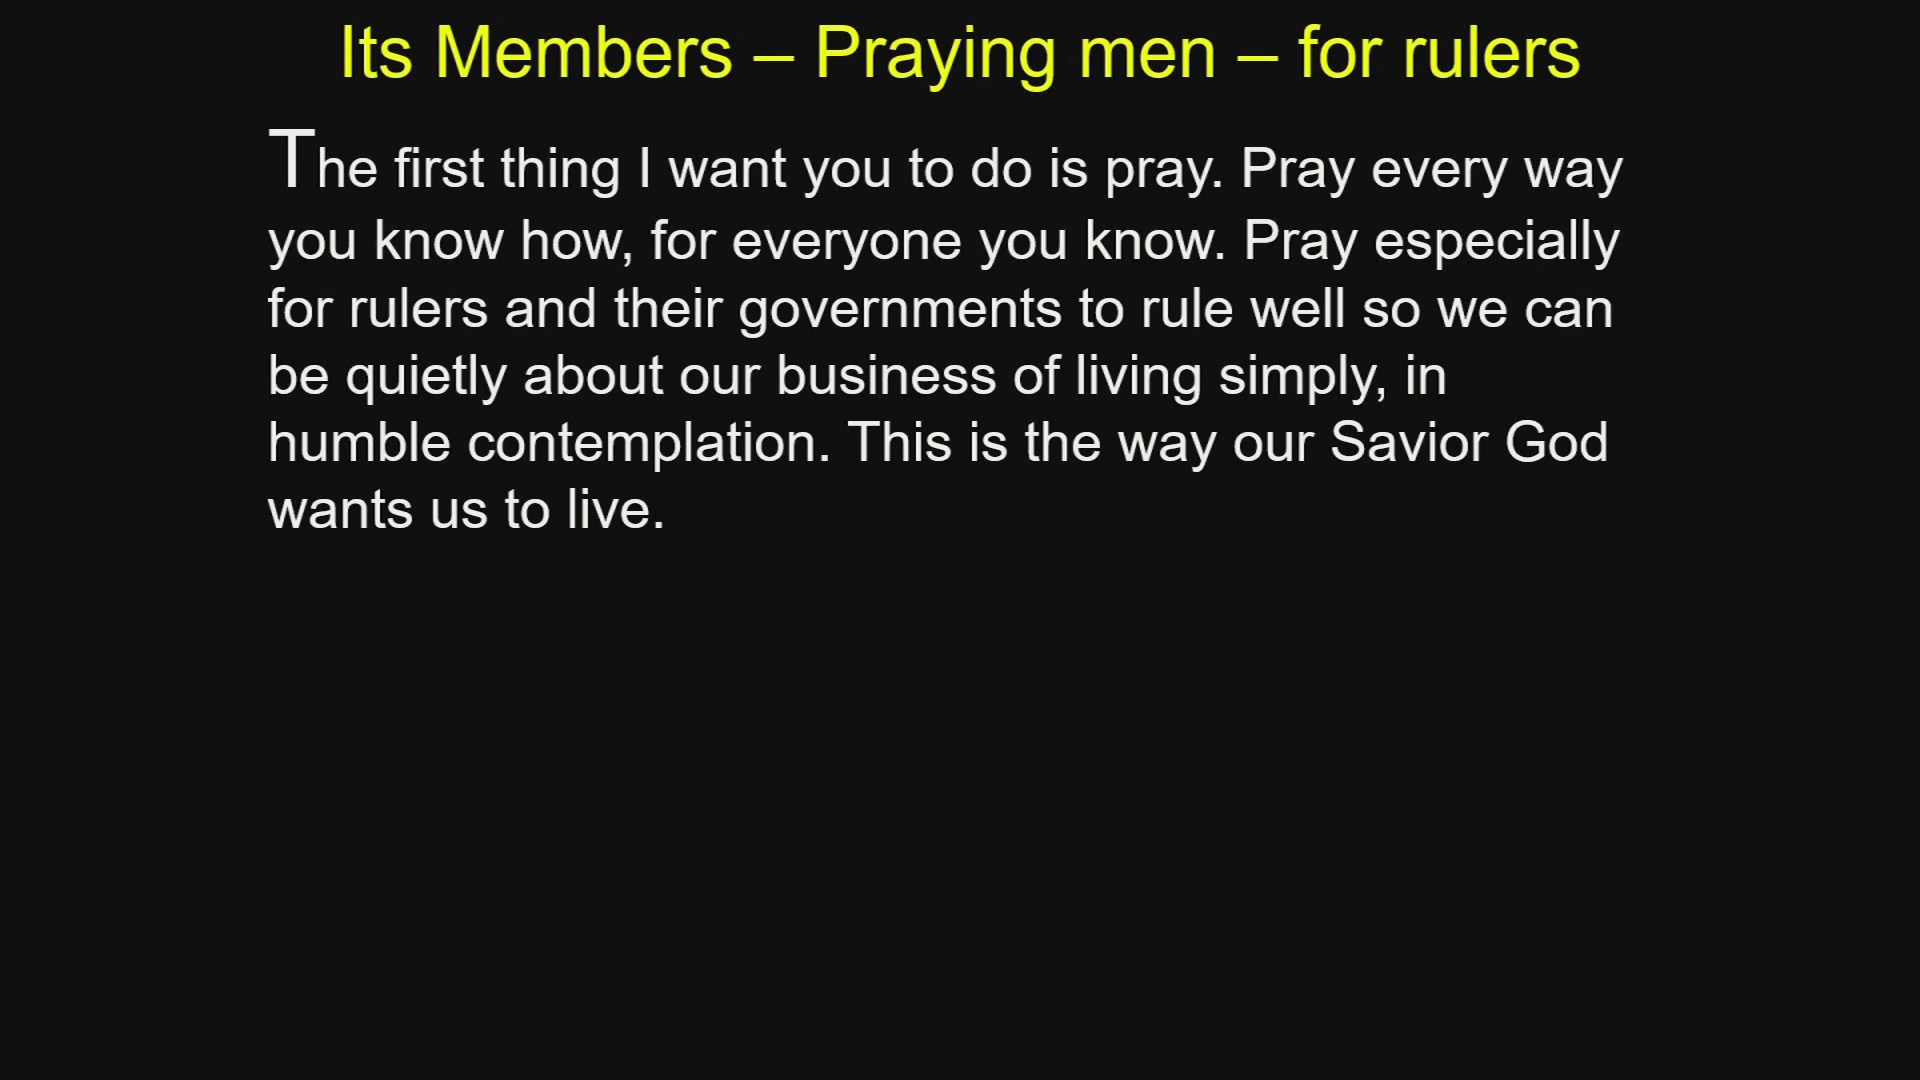 Its Members – Praying men – for rulers
The first thing I want you to do is pray. Pray every way
you know how, for everyone you know. Pray especially
for rulers and their governments to rule well so we can
be quietly about our business of living simply, in
humble contemplation. This is the way our Savior God
wants us to live.